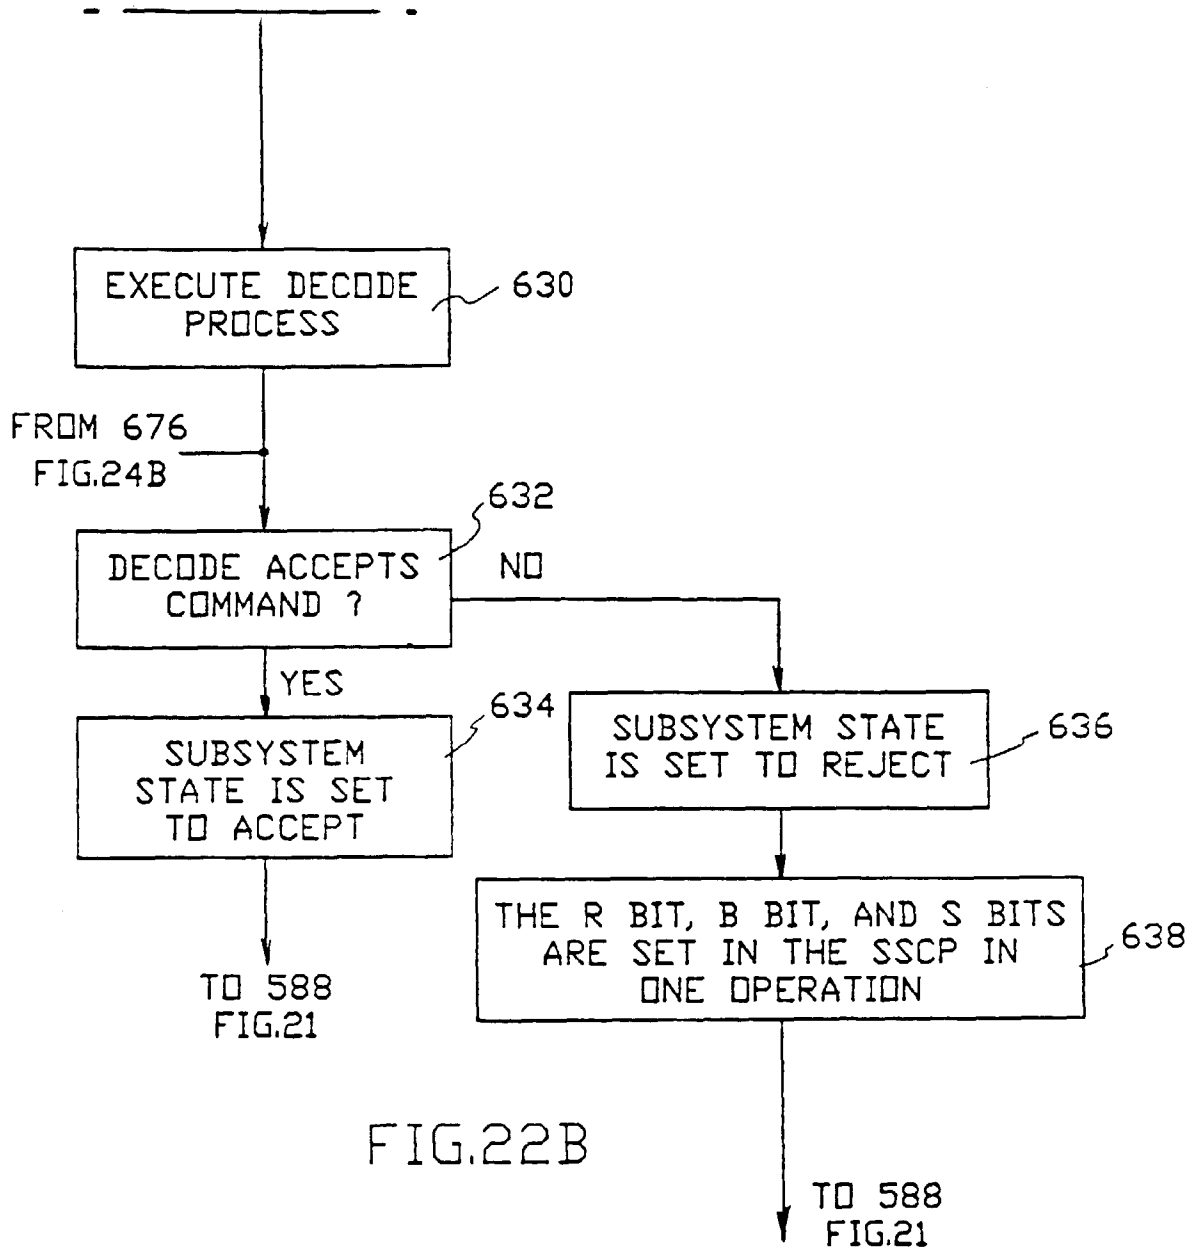 EXECUTE DECODE
PROCESS
630
FROM 676
FIG.24B
632
DECODE ACCEPTS
COMMAND ?
NO
YES
634
SUBSYSTEM
STATE IS SET
TO ACCEPT
SUBSYSTEM STATE
IS SET TO REJECT
636
THE R BIT, B BIT, AND S BITS
ARE SET IN THE SSCP IN
ONE OPERATION
638
TO 588
FIG.21
FIG.22B
TO 588
FIG.21